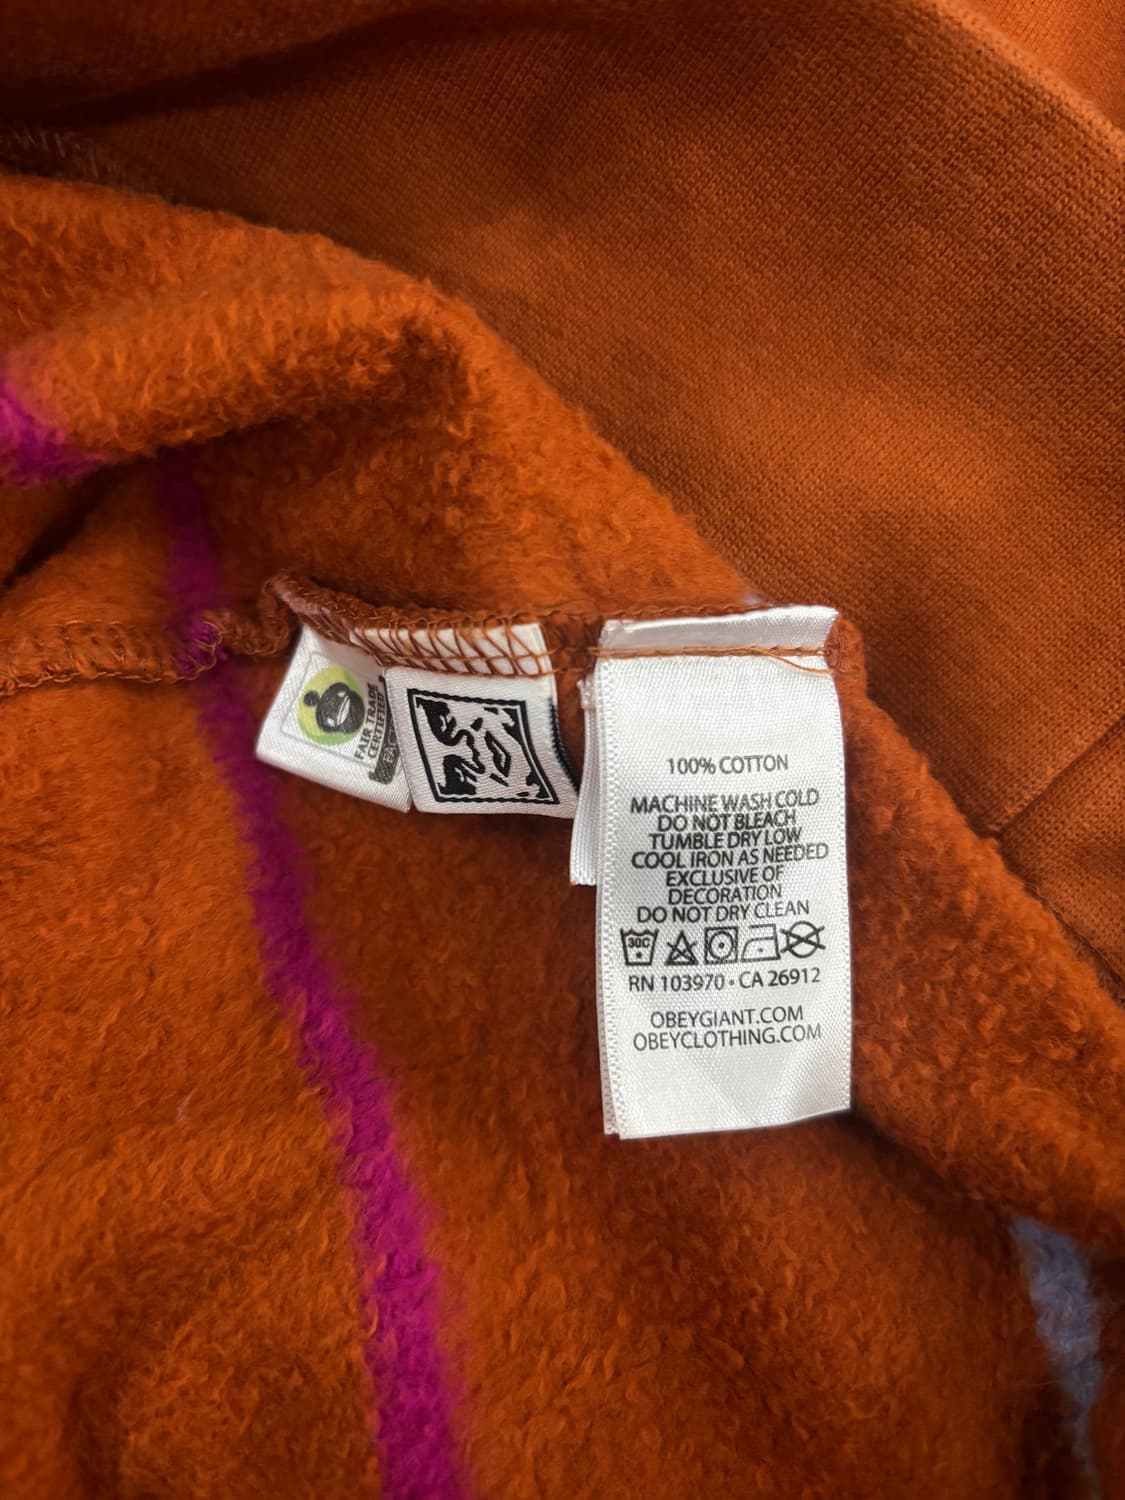 FAIR TRADE
CERTIFIED
100% COTTON
MACHINE WASH COLD
DO NOT BLEACH
TUMBLE DRY LOW
COOL IRON AS NEEDED
EXCLUSIVE OF
DECORATION
DO NOT DRY CLEAN
30C
RN 103970 • CA 26912
OBEYGIANT.COM
OBEYCLOTHING.COM